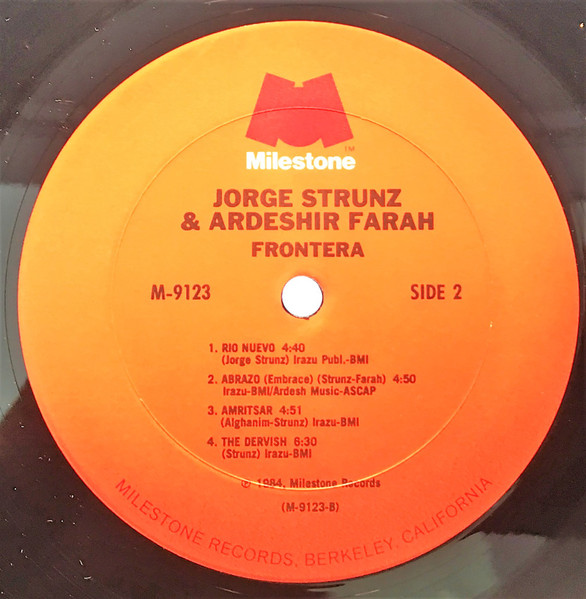 TM
Milestone
JORGE STRUNZ
& ARDESHIR FARAH
FRONTERA
M-9123
SIDE 2
1. RIO NUEVO 4:40
(Jorge Strunz) Irazu Publ.-BMI
2. ABRAZO (Embrace) (Strunz-Farah) 4:50
Irazu-BMI/Ardesh Music-ASCAP
3. AMRITSAR 4:51
(Alghanim-Strunz) Irazu-BMI
4. THE DERVISH 6:30
(Strunz) Irazu-BMI
℗ 1984, Milestone Records
(M-9123-B)
MILESTONE RECORDS, BERKELEY, CALIFORNIA